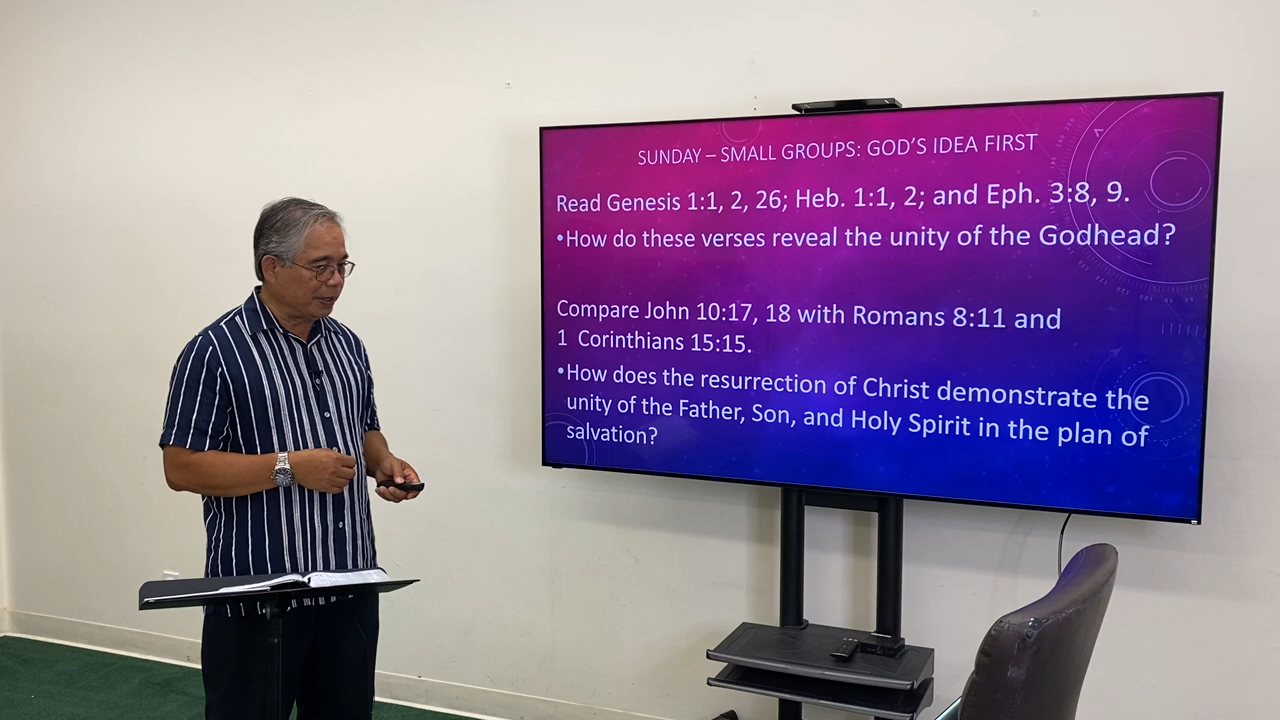 SUNDAY – SMALL GROUPS: GOD'S IDEA FIRST
Read Genesis 1:1, 2, 26; Heb. 1:1, 2; and Eph. 3:8, 9.
•How do these verses reveal the unity of the Godhead?
Compare John 10:17, 18 with Romans 8:11 and
1 Corinthians 15:15.
•How does the resurrection of Christ demonstrate the
unity of the Father, Son, and Holy Spirit in the plan of
salvation?